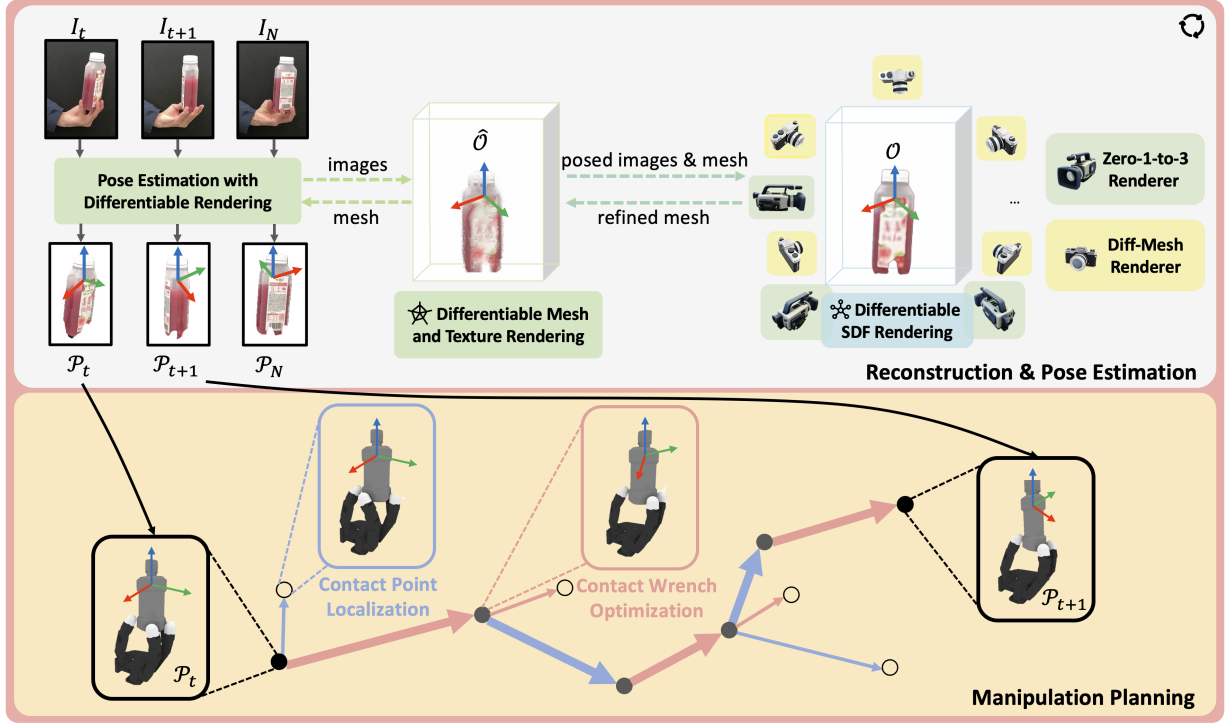 I_t
I_{t+1}
I_N
Pose Estimation with
Differentiable Rendering
images
mesh
Ô
posed images & mesh
refined mesh
O
...
Zero-1-to-3
Renderer
Diff-Mesh
Renderer
Differentiable Mesh
and Texture Rendering
Differentiable
SDF Rendering
P_t
P_{t+1}
P_N
Reconstruction & Pose Estimation
Contact Point
Localization
Contact Wrench
Optimization
P_t
P_{t+1}
Manipulation Planning